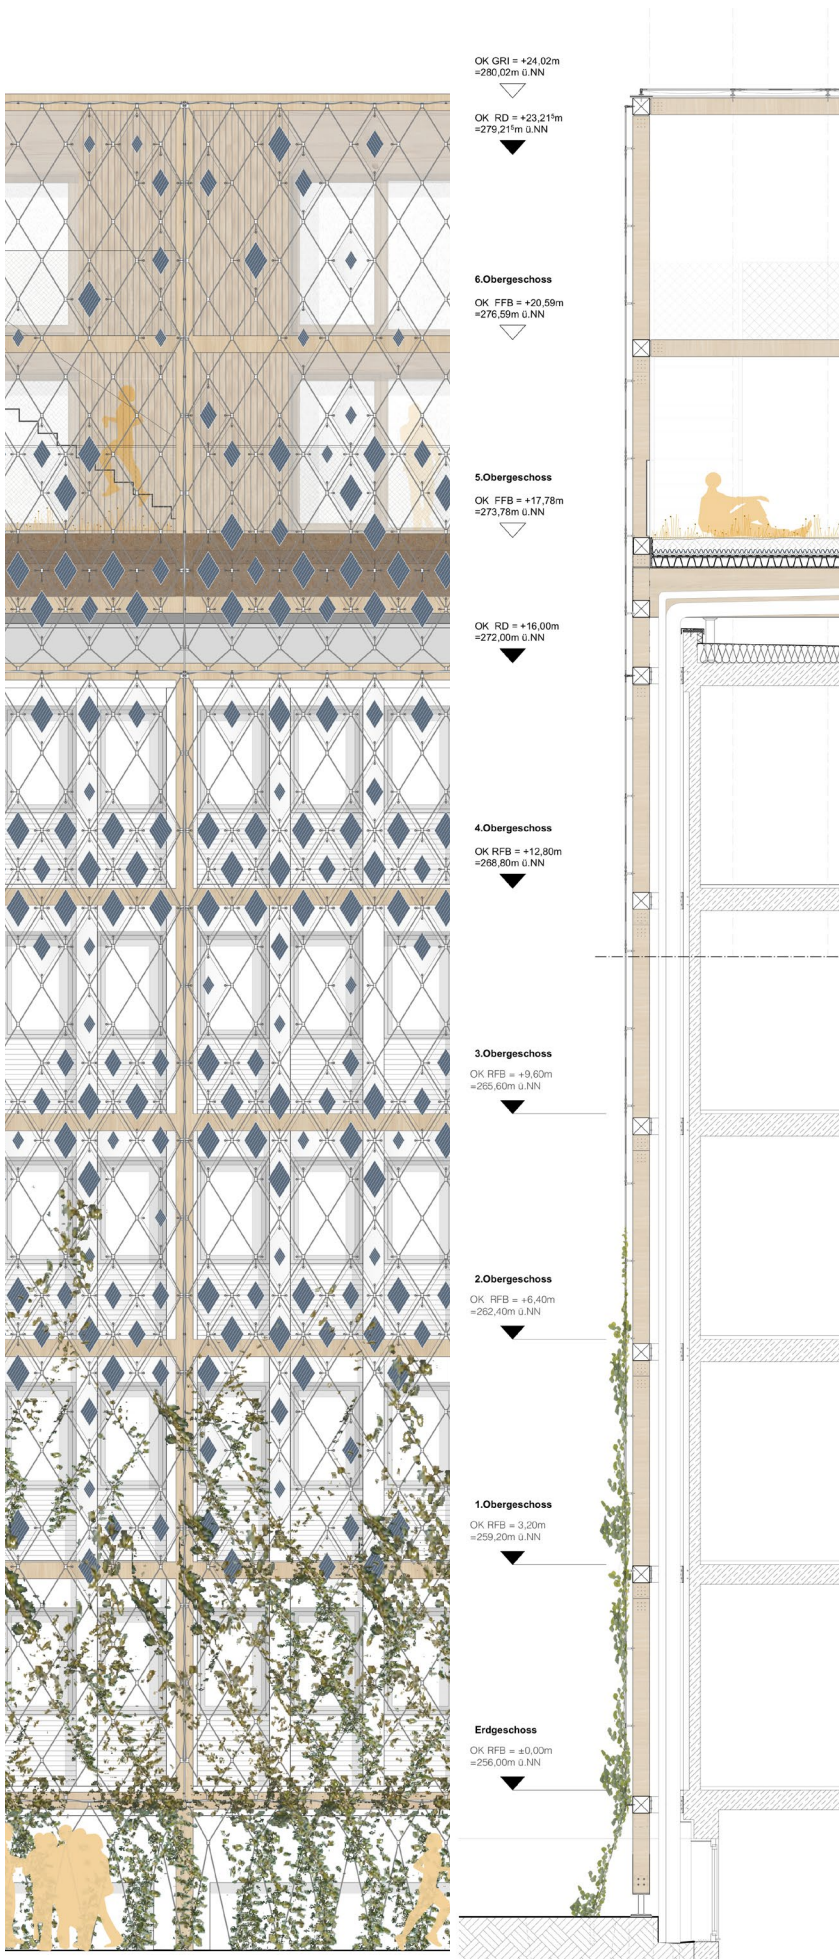 OK GRI = +24,02m
=280,02m ü.NN
OK RD = +23,21⁵m
=279,21⁵m ü.NN
6.Obergeschoss
OK FFB = +20,59m
=276,59m ü.NN
5.Obergeschoss
OK FFB = +17,78m
=273,78m ü.NN
OK RD = +16,00m
=272,00m ü.NN
4.Obergeschoss
OK RFB = +12,80m
=268,80m ü.NN
3.Obergeschoss
OK RFB = +9,60m
=265,60m ü.NN
2.Obergeschoss
OK RFB = +6,40m
=262,40m ü.NN
1.Obergeschoss
OK RFB = 3,20m
=259,20m ü.NN
Erdgeschoss
OK RFB = ±0,00m
=256,00m ü.NN